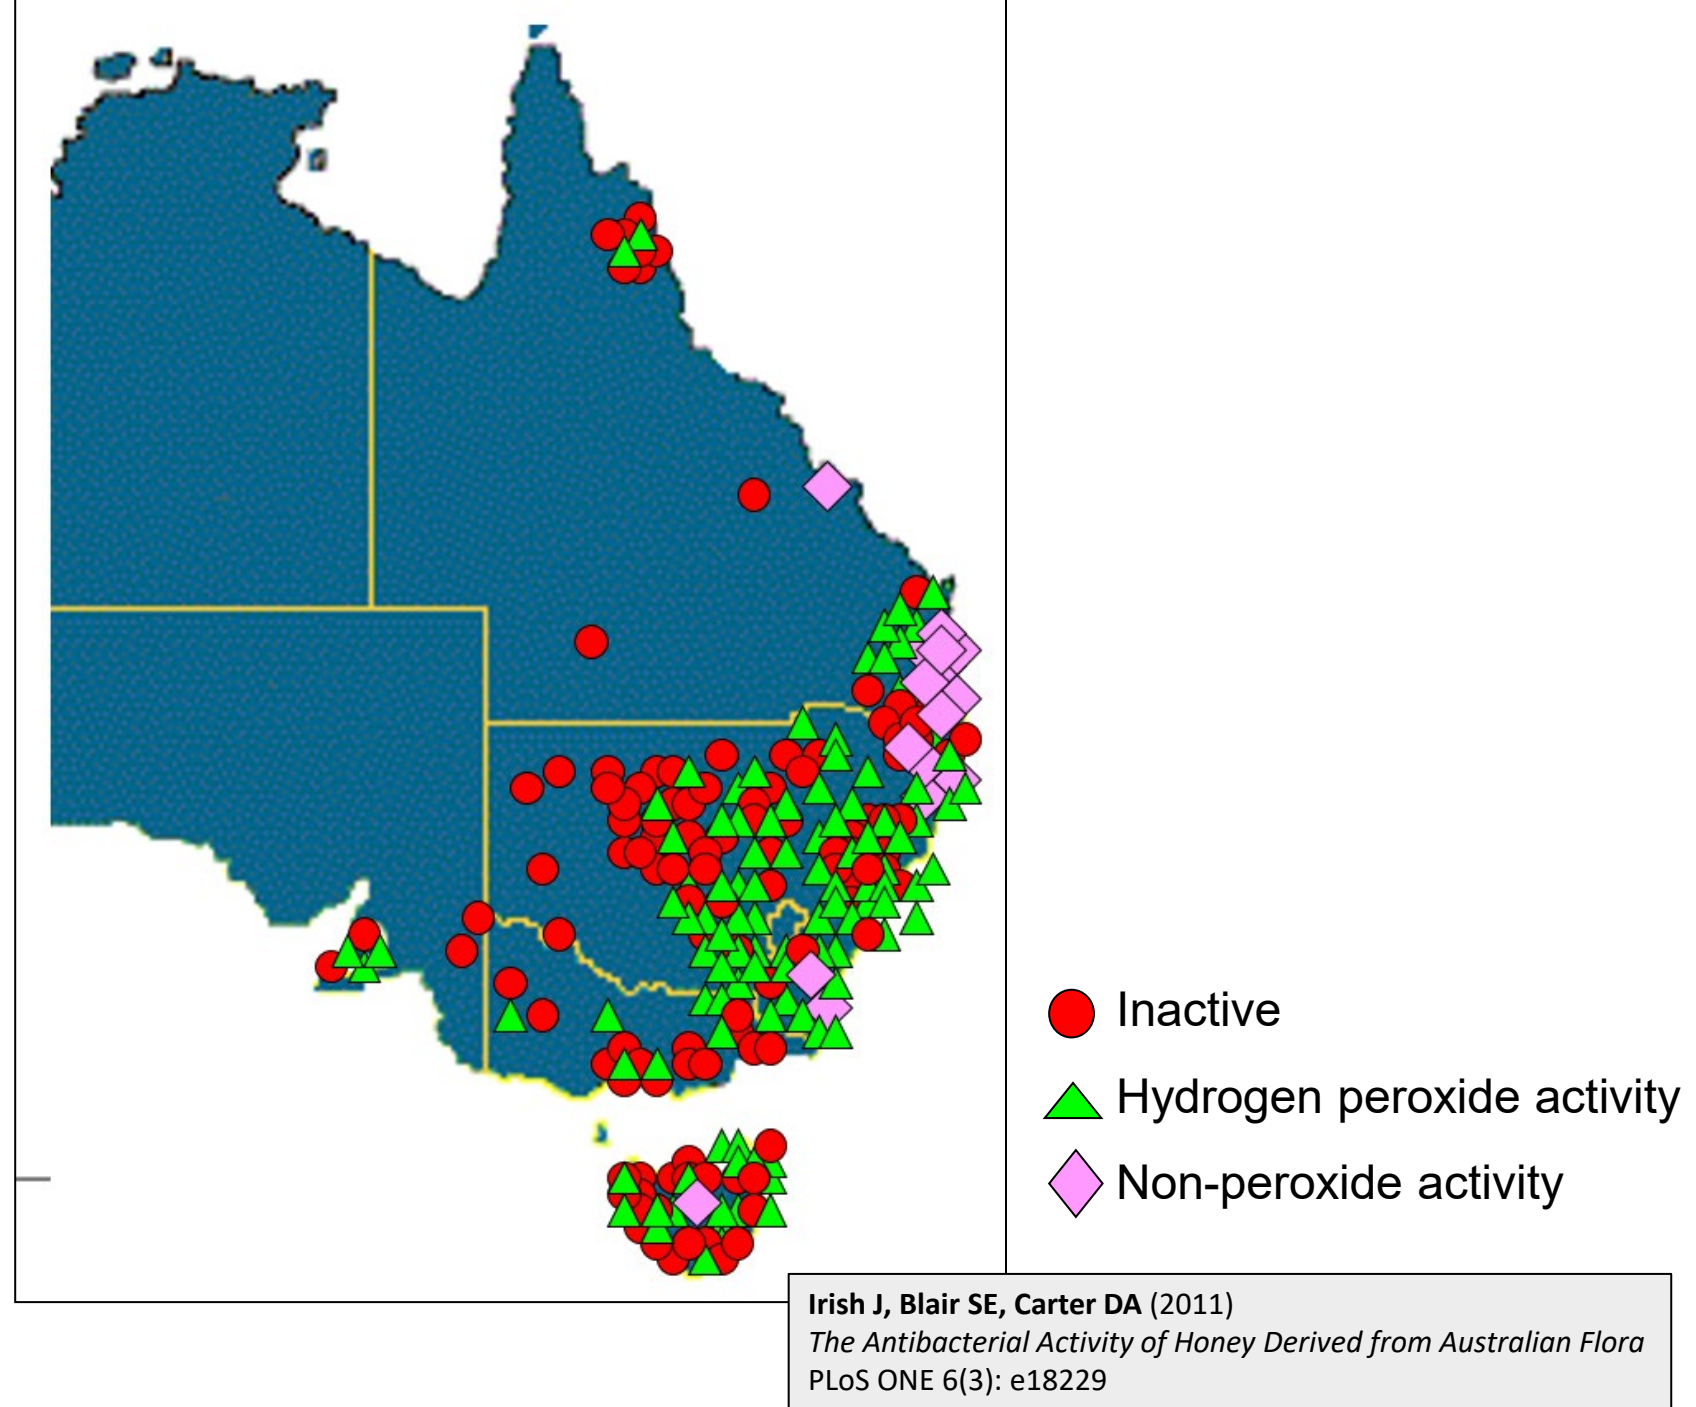 Inactive
Hydrogen peroxide activity
Non-peroxide activity
Irish J, Blair SE, Carter DA (2011)
The Antibacterial Activity of Honey Derived from Australian Flora
PLoS ONE 6(3): e18229